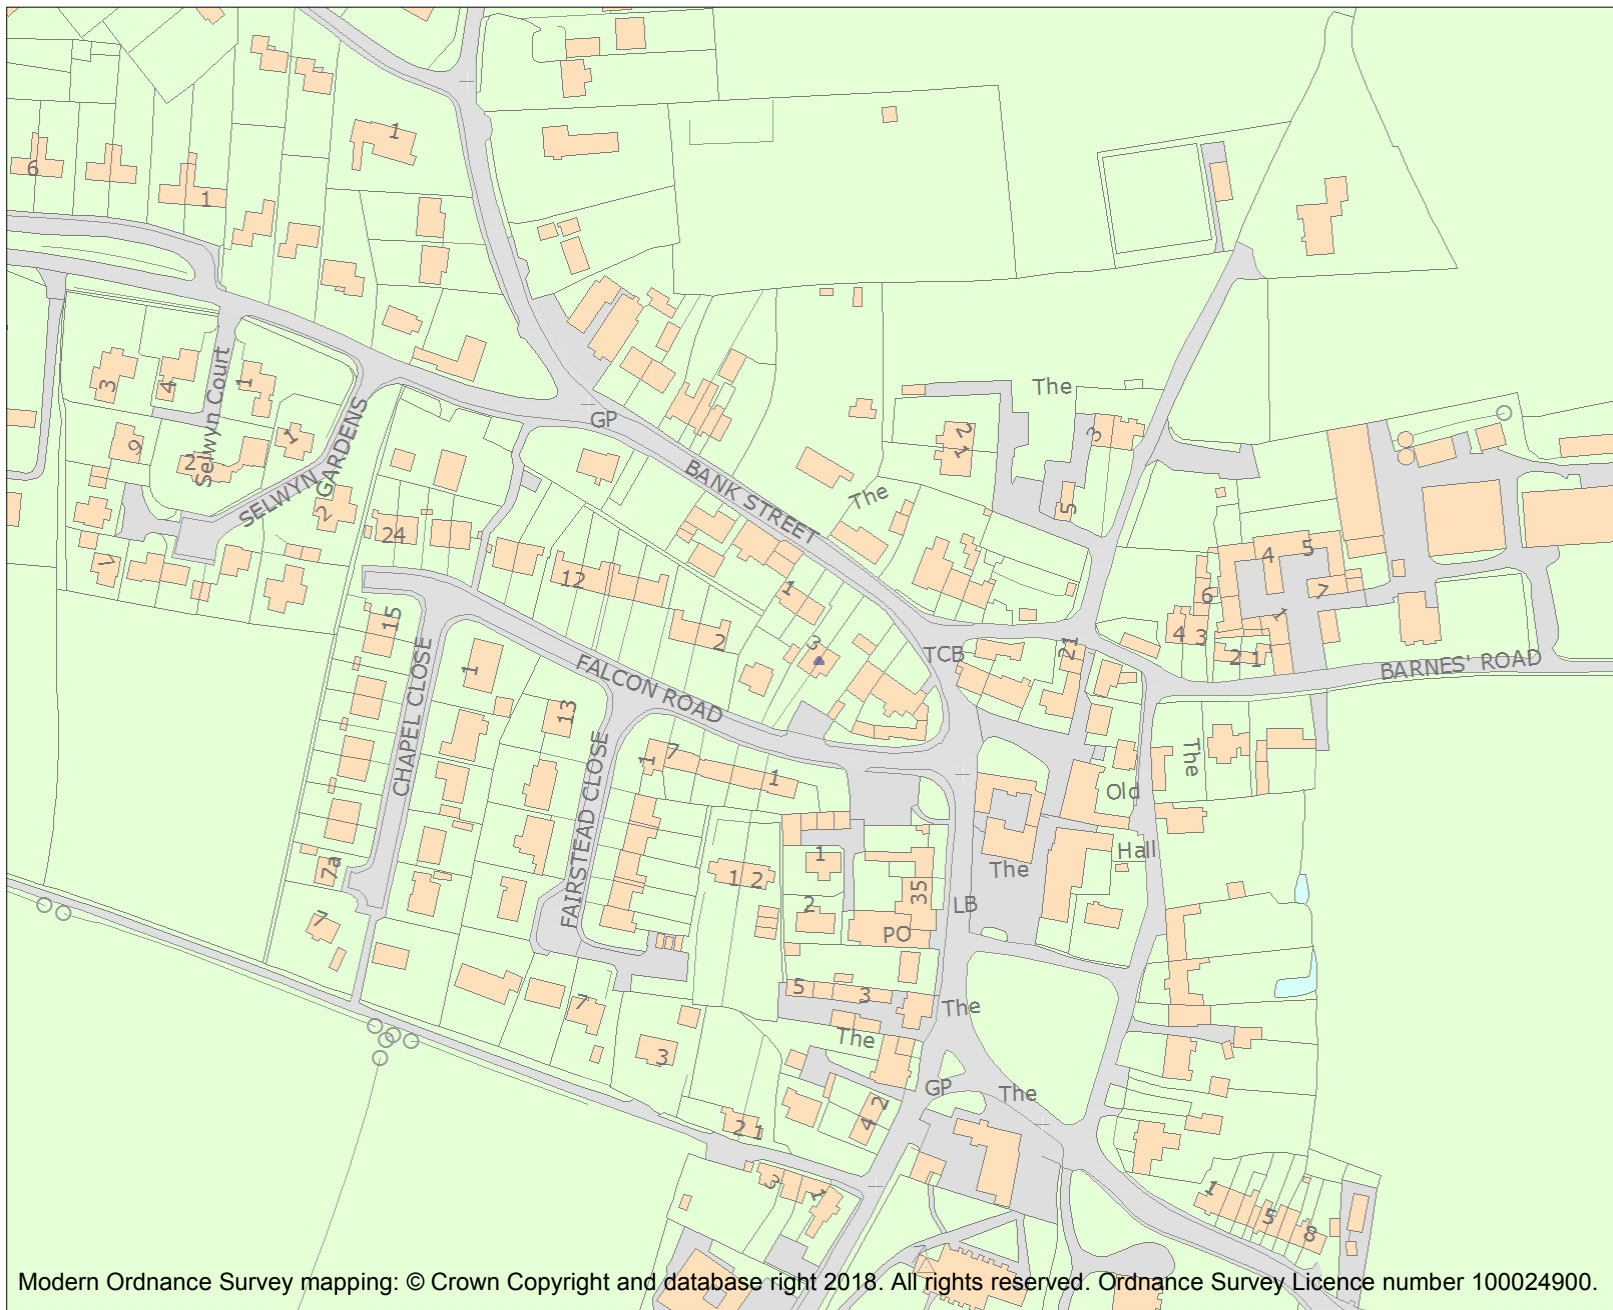 1
6
1
The
3
4
1
Selwyn Court
9
2
1
SELWYN GARDENS
2
7
GP
BANK STREET
The
2
1
3
5
24
12
2
1
3
TCB
21
4
5
7
1
6
4
3
2
1
BARNES' ROAD
15
CHAPEL CLOSE
1
13
FALCON ROAD
FAIRSTEAD CLOSE
1
7
1
The
Old
Hall
The
7a
7
1
2
1
2
35
LB
PO
5
3
The
The
7
3
GP
The
2
4
2
1
3
1
1
5
8
Modern Ordnance Survey mapping: © Crown Copyright and database right 2018. All rights reserved. Ordnance Survey Licence number 100024900.